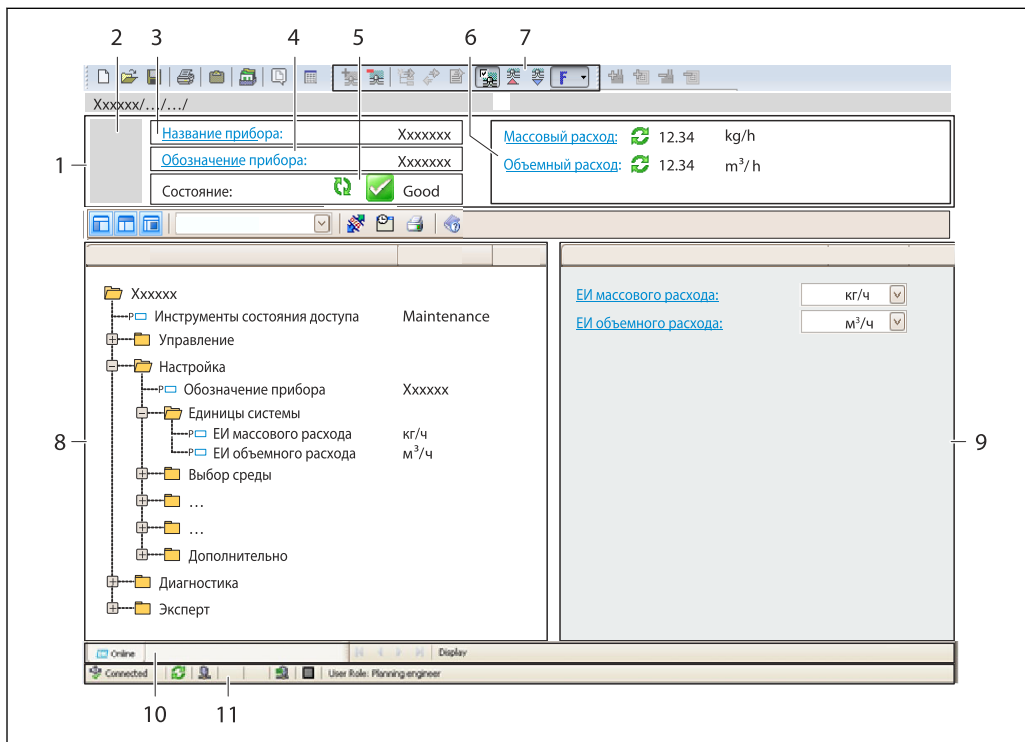 2 3 4 5 6 7
F
Xxxxxx/.../.../
1
Название прибора: Xxxxxxx
Обозначение прибора: Xxxxxxx
Состояние: Good
Массовый расход: 12.34 kg/h
Объемный расход: 12.34 m³/h
8
Xxxxxx
P Инструменты состояния доступа Maintenance
Управление
Настройка
P Обозначение прибора Xxxxxx
Единицы системы
P ЕИ массового расхода кг/ч
P ЕИ объемного расхода м³/ч
Выбор среды
...
...
Дополнительно
Диагностика
Эксперт
ЕИ массового расхода: кг/ч
ЕИ объемного расхода: м³/ч
9
Online Display
Connected User Role: Planning engineer
10 11